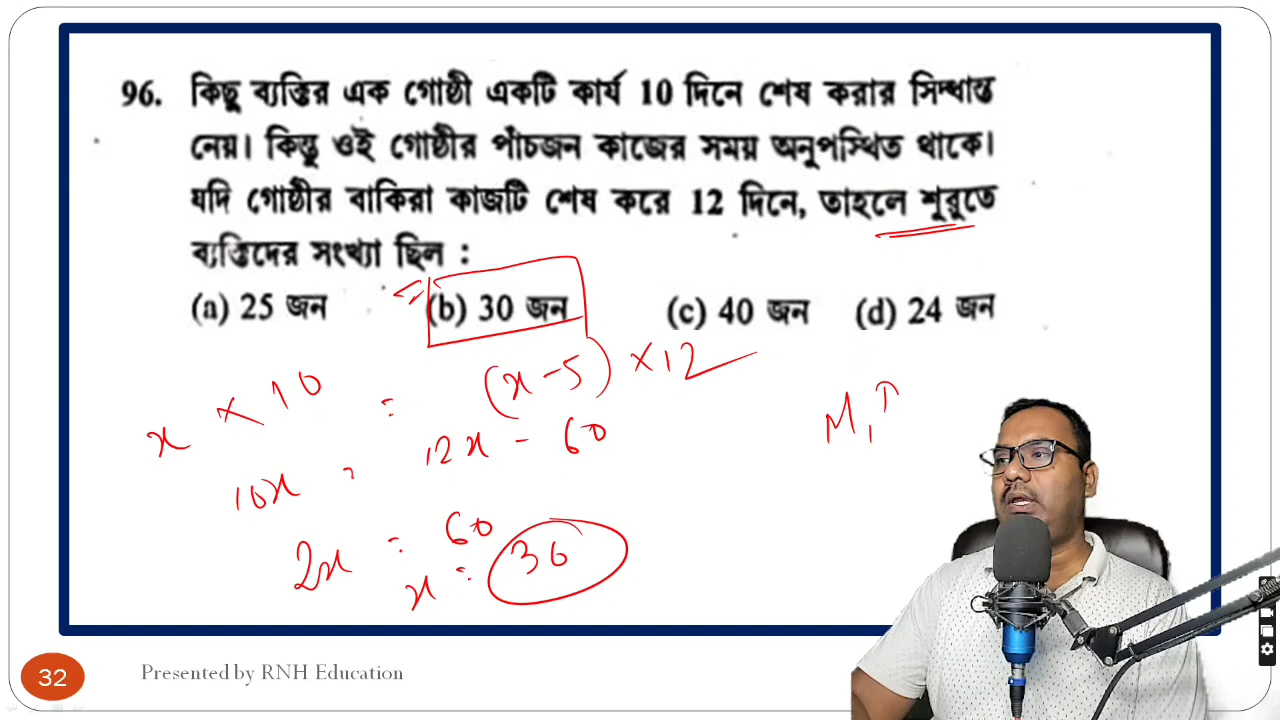 96. কিছু ব্যক্তির এক গোষ্ঠী একটি কার্য 10 দিনে শেষ করার সিদ্ধান্ত
নেয়। কিন্তু ওই গোষ্ঠীর পাঁচজন কাজের সময় অনুপস্থিত থাকে।
যদি গোষ্ঠীর বাকিরা কাজটি শেষ করে 12 দিনে, তাহলে শুরুতে
ব্যক্তিদের সংখ্যা ছিল :
(a) 25 জন (b) 30 জন (c) 40 জন (d) 24 জন
x × 10 = (x - 5) × 12
10x = 12x - 60
2x = 60
x = 30
M₁↑
32 Presented by RNH Education